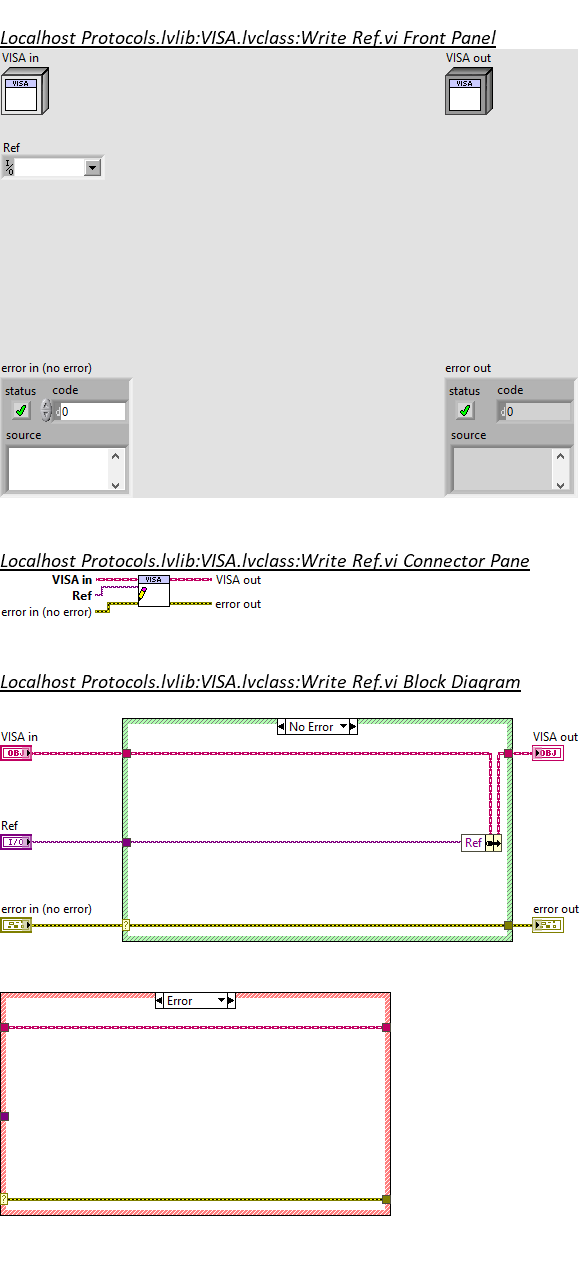 Localhost Protocols.lvlib:VISA.lvclass:Write Ref.vi Front Panel
VISA in
VISA out
VISA
VISA
Ref
I/O
error in (no error)
error out
status code
status code
d 0
d 0
source
source
Localhost Protocols.lvlib:VISA.lvclass:Write Ref.vi Connector Pane
VISA in
VISA
VISA out
Ref
error in (no error)
error out
Localhost Protocols.lvlib:VISA.lvclass:Write Ref.vi Block Diagram
No Error
VISA in
VISA out
OBJ
OBJ
Ref
I/O
Ref
error in (no error)
error out
?
Error
?